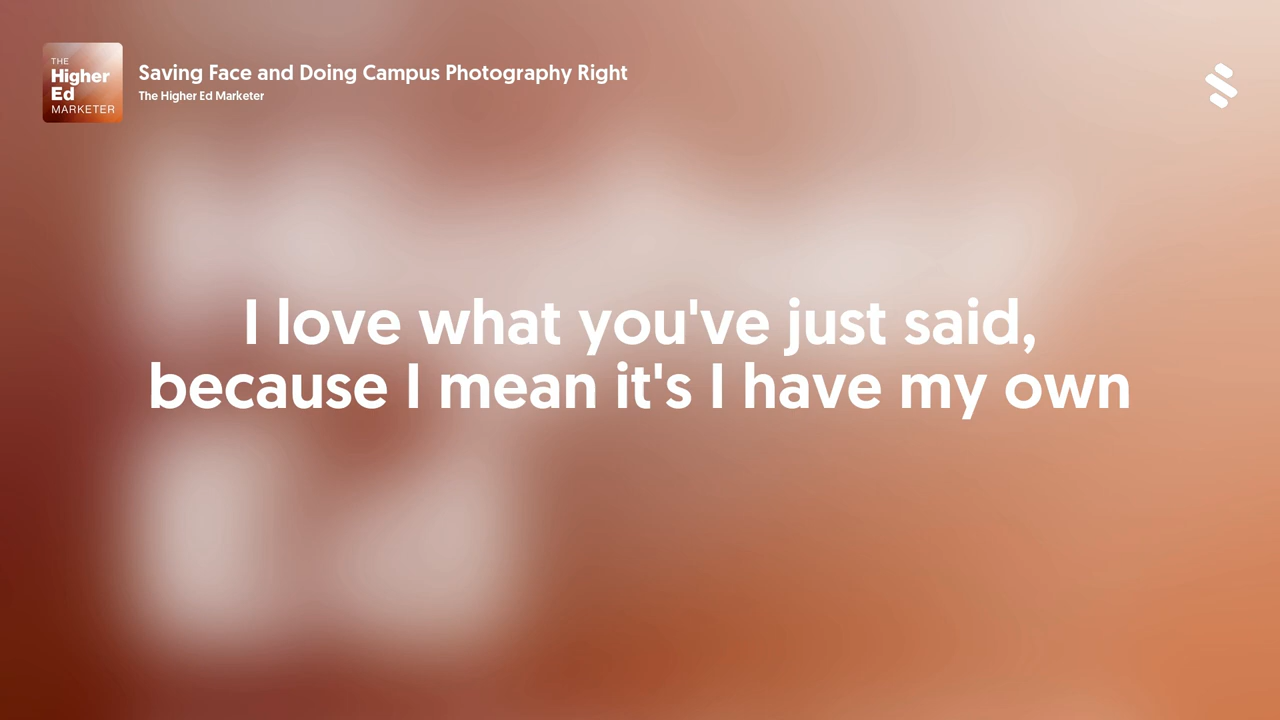 THE
Higher
Ed
MARKETER
Saving Face and Doing Campus Photography Right
The Higher Ed Marketer
I love what you've just said,
because I mean it's I have my own